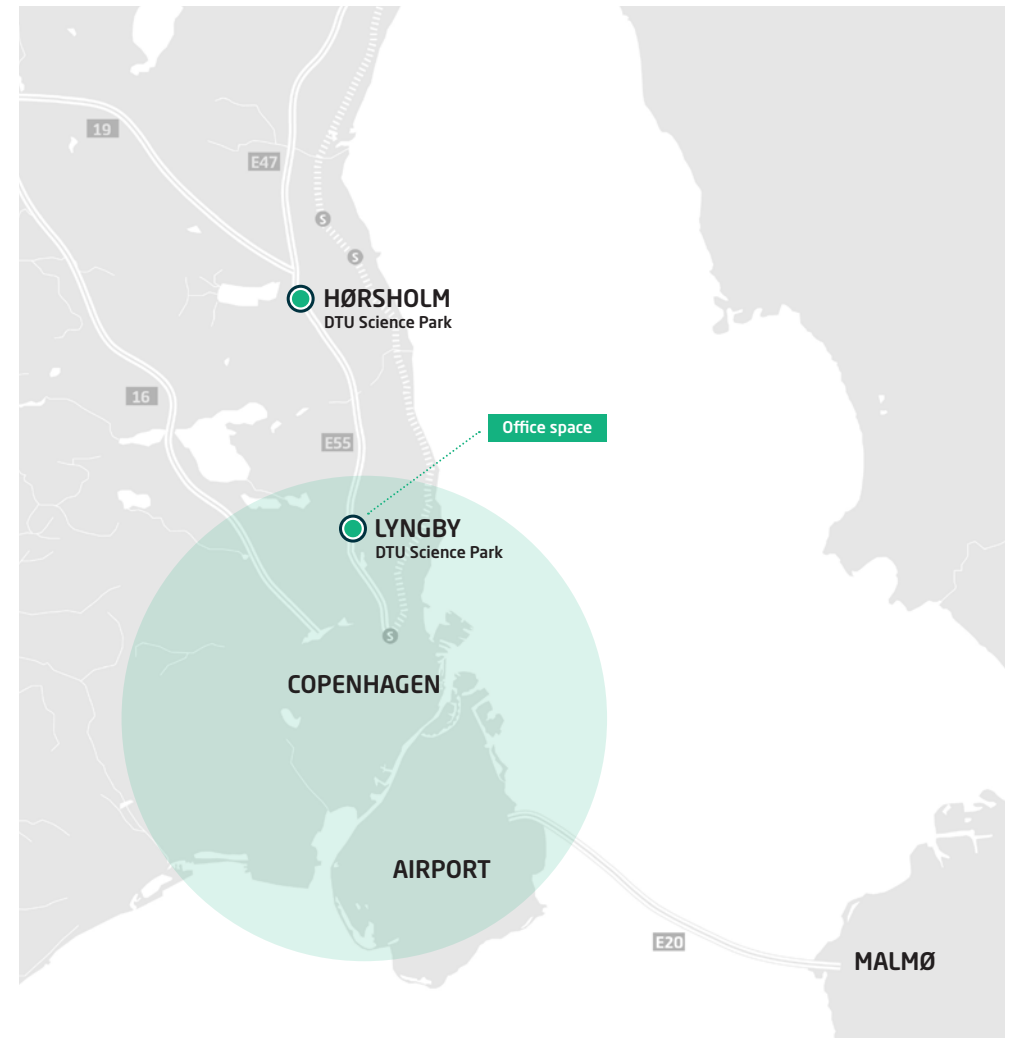 19
E47
S
S
HØRSHOLM
DTU Science Park
16
Office space
E55
LYNGBY
DTU Science Park
S
COPENHAGEN
AIRPORT
E20
MALMØ